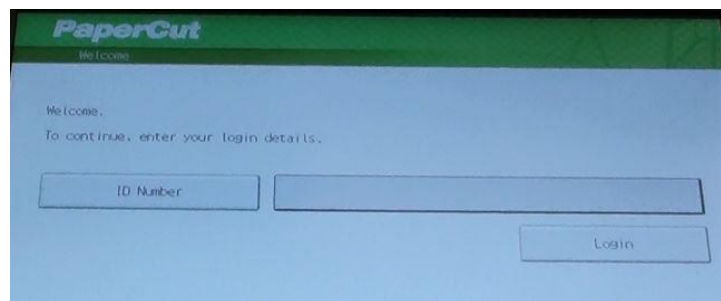 PaperCut
Welcome
Welcome.
To continue, enter your login details.
ID Number
Login